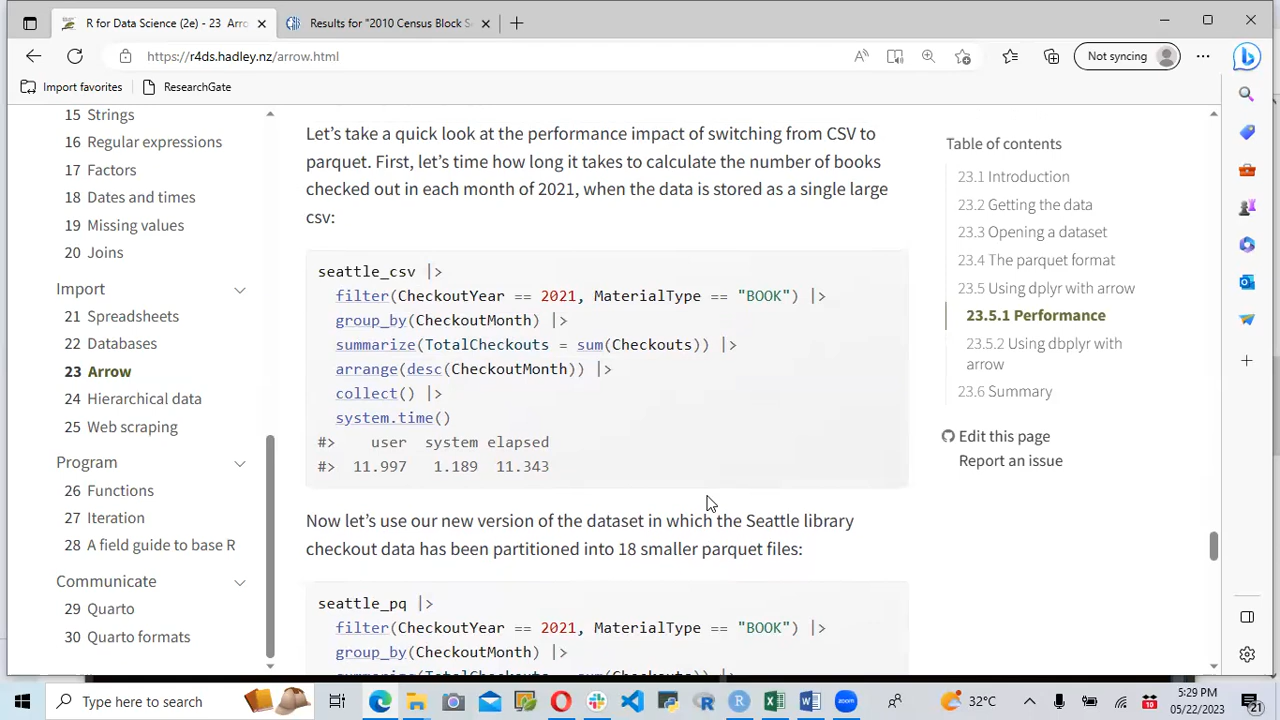 R for Data Science (2e) - 23 Arrow
Results for "2010 Census Block S
https://r4ds.hadley.nz/arrow.html
Not syncing
Import favorites
ResearchGate
15 Strings
16 Regular expressions
17 Factors
18 Dates and times
19 Missing values
20 Joins
Import
21 Spreadsheets
22 Databases
23 Arrow
24 Hierarchical data
25 Web scraping
Program
26 Functions
27 Iteration
28 A field guide to base R
Communicate
29 Quarto
30 Quarto formats
Let's take a quick look at the performance impact of switching from CSV to
parquet. First, let's time how long it takes to calculate the number of books
checked out in each month of 2021, when the data is stored as a single large
csv:
seattle_csv |>
filter(CheckoutYear == 2021, MaterialType == "BOOK") |>
group_by(CheckoutMonth) |>
summarize(TotalCheckouts = sum(Checkouts)) |>
arrange(desc(CheckoutMonth)) |>
collect() |>
system.time()
#> user system elapsed
#> 11.997 1.189 11.343
Now let's use our new version of the dataset in which the Seattle library
checkout data has been partitioned into 18 smaller parquet files:
seattle_pq |>
filter(CheckoutYear == 2021, MaterialType == "BOOK") |>
group_by(CheckoutMonth) |>
summarize(TotalCheckouts = sum(Checkouts)) |>
Table of contents
23.1 Introduction
23.2 Getting the data
23.3 Opening a dataset
23.4 The parquet format
23.5 Using dplyr with arrow
23.5.1 Performance
23.5.2 Using dbplyr with
arrow
23.6 Summary
Edit this page
Report an issue
Type here to search
32°C
5:29 PM
05/22/2023
21